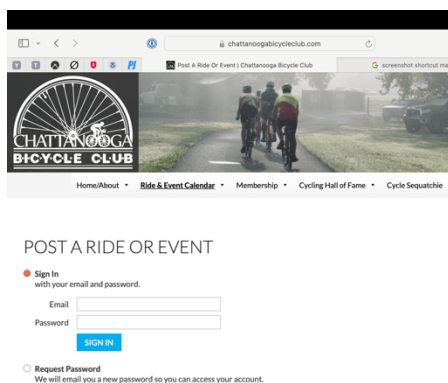 chattanoogabicycleclub.com
Post A Ride Or Event | Chattanooga Bicycle Club
screenshot shortcut ma
CHATTANOOGA
BICYCLE CLUB
Home/About
Ride & Event Calendar
Membership
Cycling Hall of Fame
Cycle Sequatchie
POST A RIDE OR EVENT
Sign In
with your email and password.
Email
Password
SIGN IN
Request Password
We will email you a new password so you can access your account.